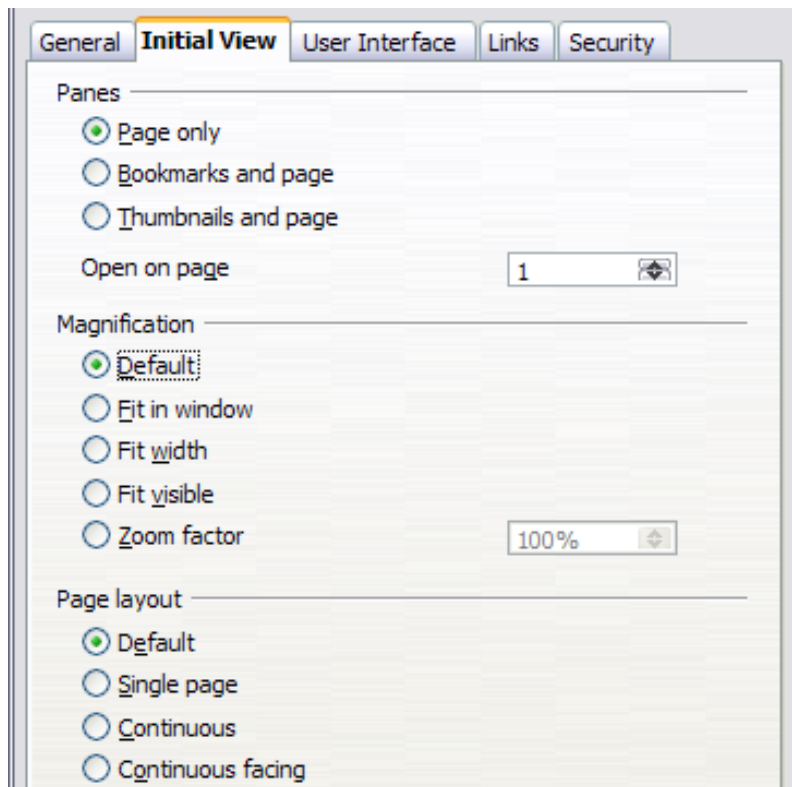 General Initial View User Interface Links Security
Panes
Page only
Bookmarks and page
Thumbnails and page
Open on page 1
Magnification
Default
Fit in window
Fit width
Fit visible
Zoom factor 100%
Page layout
Default
Single page
Continuous
Continuous facing